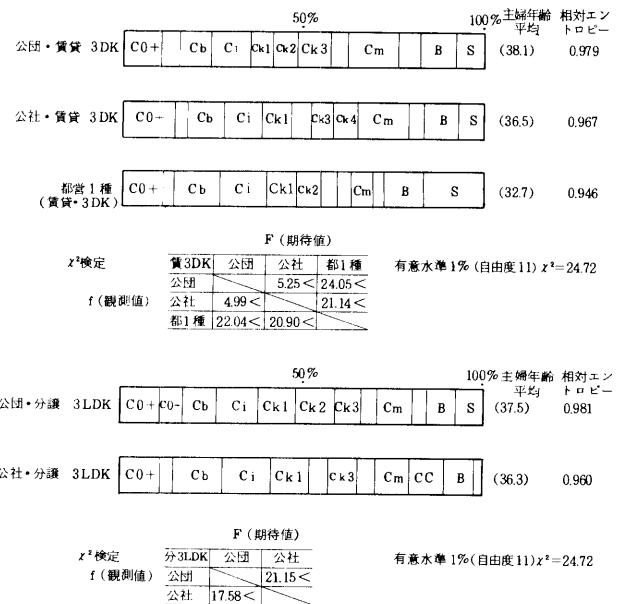 50%
100% 主婦年齢 相対エン
平均 トロピー
公団・賃貸 3DK C0+ Cb Ci Ck1 Ck2 Ck3 Cm B S (38.1) 0.979
公社・賃貸 3DK C0+ Cb Ci Ck1 Ck3 Ck4 Cm B S (36.5) 0.967
都営1種 C0+ Cb Ci Ck1 Ck2 Cm B S (32.7) 0.946
(賃貸・3DK)
F(期待値)
χ²検定 賃3DK 公団 公社 都1種 有意水準1%(自由度11)χ²=24.72
公団 5.25< 24.05<
f(観測値) 公社 4.99< 21.14<
都1種 22.04< 20.90<
50%
100% 主婦年齢 相対エン
平均 トロピー
公団・分譲 3LDK C0+ C0- Cb Ci Ck1 Ck2 Ck3 Cm B S (37.5) 0.981
公社・分譲 3LDK C0+ Cb Ci Ck1 Ck3 Cm CC B (36.3) 0.960
F(期待値)
χ²検定 分3LDK 公団 公社 有意水準1%(自由度11)χ²=24.72
f(観測値) 公団 21.15<
公社 17.58<